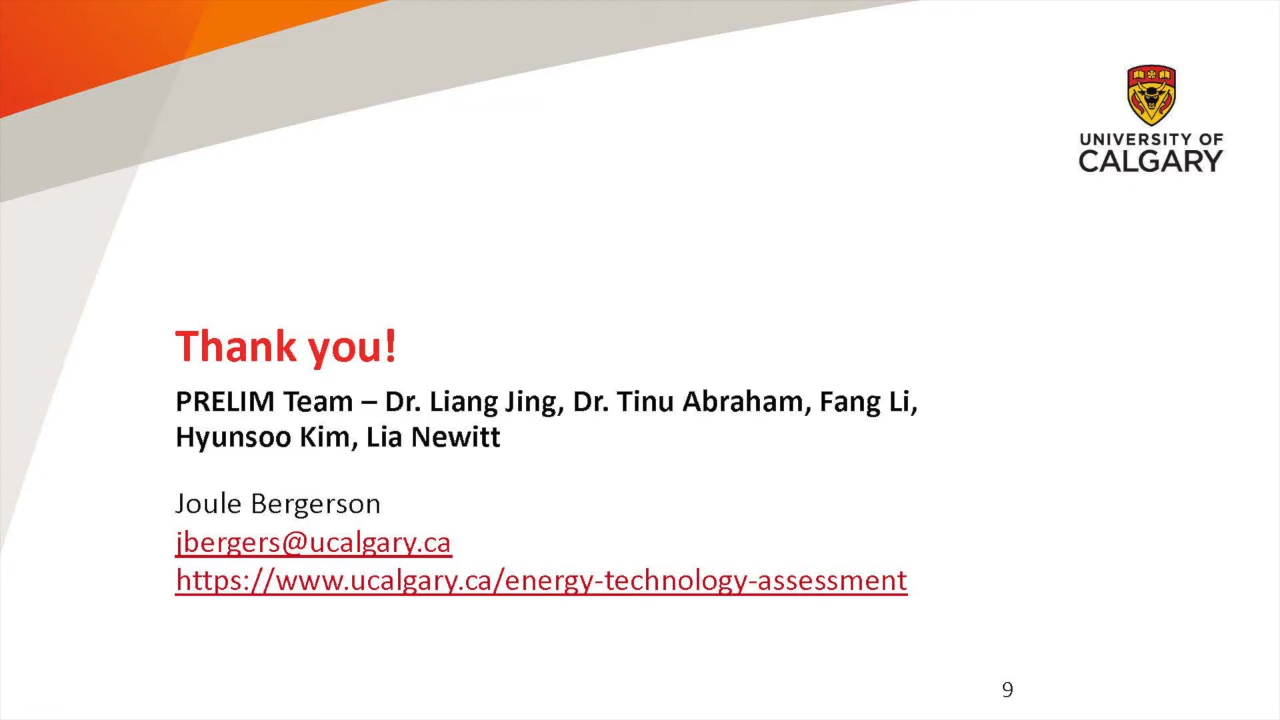 UNIVERSITY OF
CALGARY
Thank you!
PRELIM Team – Dr. Liang Jing, Dr. Tinu Abraham, Fang Li,
Hyunsoo Kim, Lia Newitt
Joule Bergerson
jbergers@ucalgary.ca
https://www.ucalgary.ca/energy-technology-assessment
9